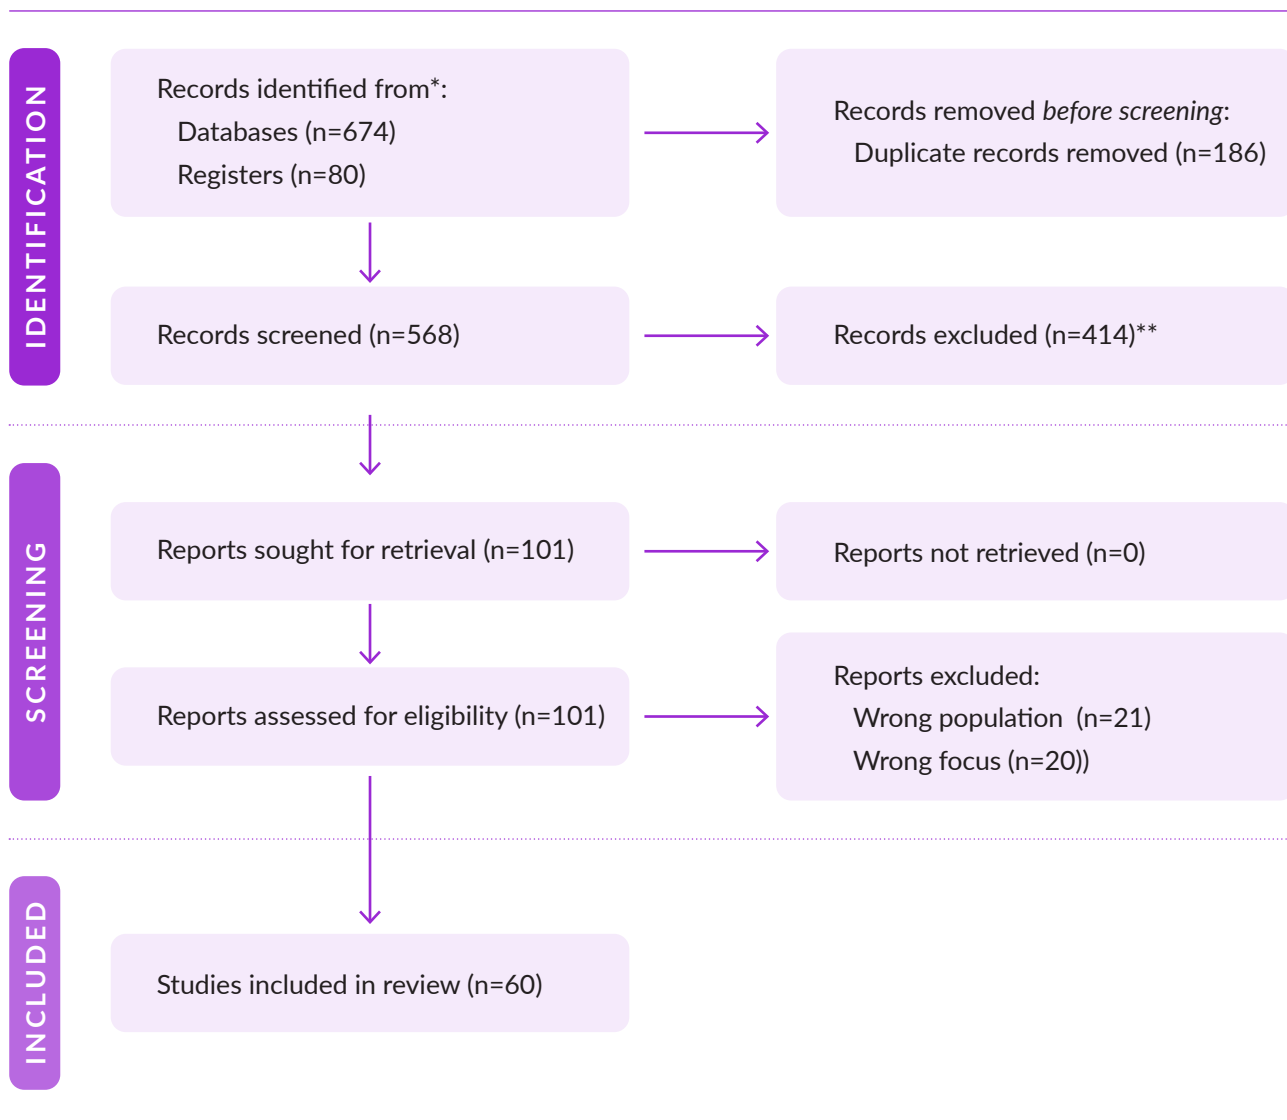 IDENTIFICATION
Records identified from*:
Databases (n=674)
Registers (n=80)
Records removed before screening:
Duplicate records removed (n=186)
Records screened (n=568)
Records excluded (n=414)**
SCREENING
Reports sought for retrieval (n=101)
Reports not retrieved (n=0)
Reports assessed for eligibility (n=101)
Reports excluded:
Wrong population (n=21)
Wrong focus (n=20))
INCLUDED
Studies included in review (n=60)